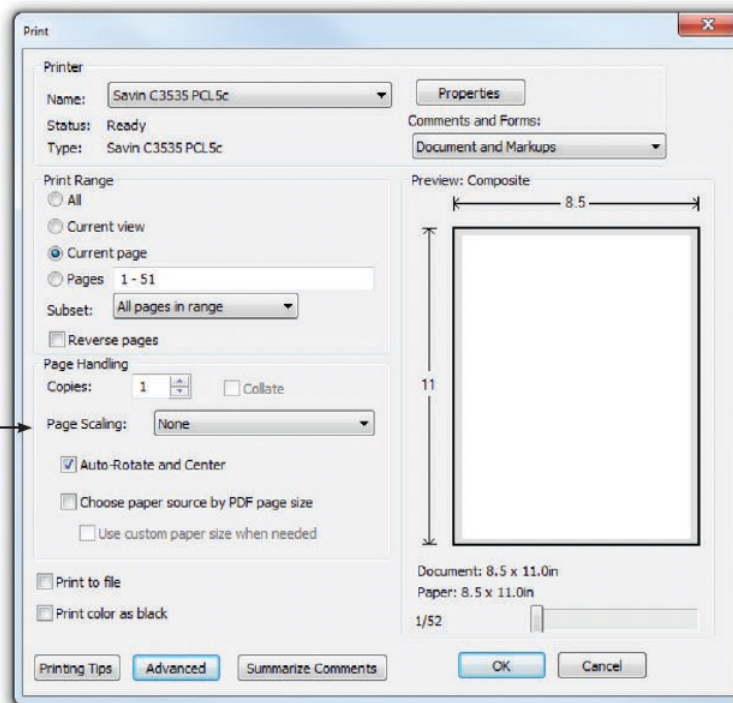 Print
Printer
Name: Savin C3535 PCL5c
Properties
Status: Ready
Comments and Forms:
Type: Savin C3535 PCL5c
Document and Markups
Print Range
All
Current view
Current page
Pages 1 - 51
Subset: All pages in range
Reverse pages
Page Handling
Copies: 1 Collate
Page Scaling: None
Auto-Rotate and Center
Choose paper source by PDF page size
Use custom paper size when needed
Print to file
Print color as black
Preview: Composite
8.5
11
Document: 8.5 x 11.0in
Paper: 8.5 x 11.0in
1/52
Printing Tips Advanced Summarize Comments OK Cancel